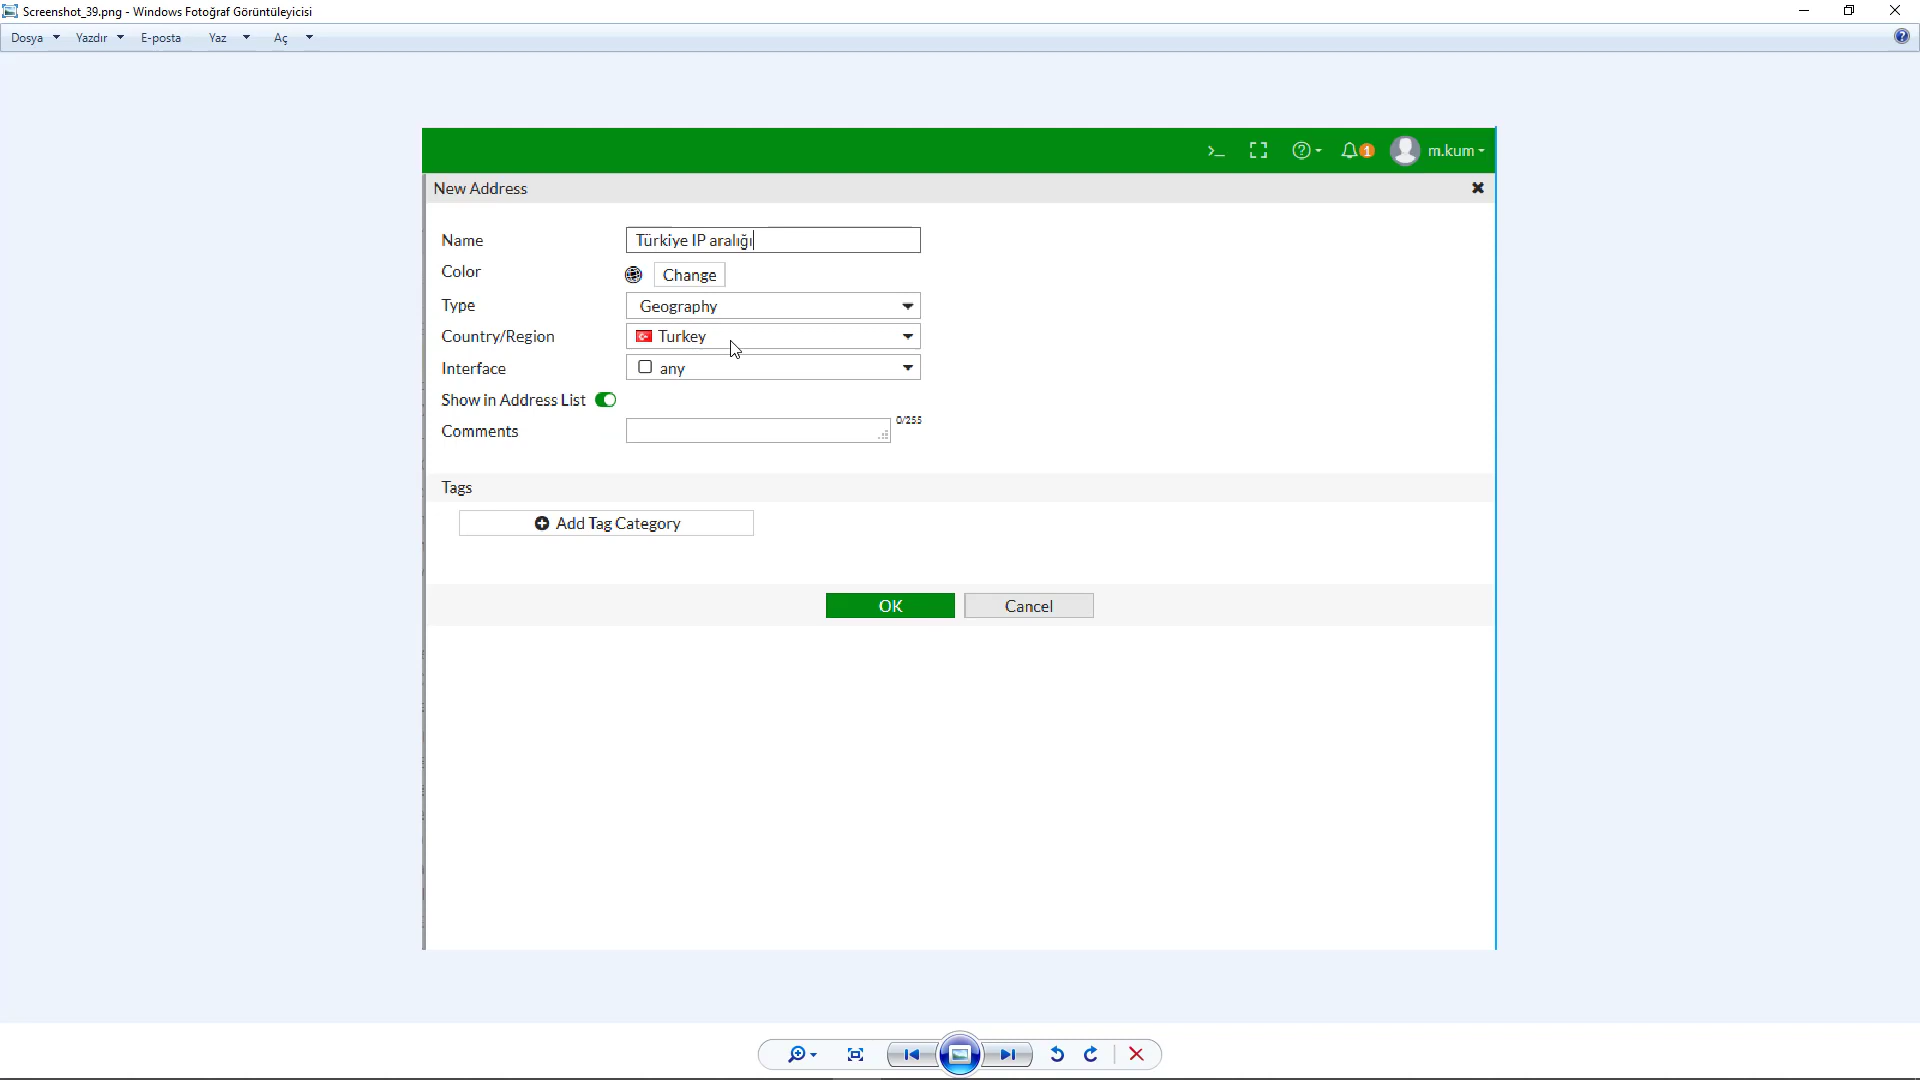 Screenshot_39.png - Windows Fotoğraf Görüntüleyicisi
Dosya Yazdır E-posta Yaz Aç
>_ 1 m.kum
New Address
Name Türkiye IP aralığı
Color Change
Type Geography
Country/Region Turkey
Interface any
Show in Address List
Comments 0/255
Tags
Add Tag Category
OK Cancel